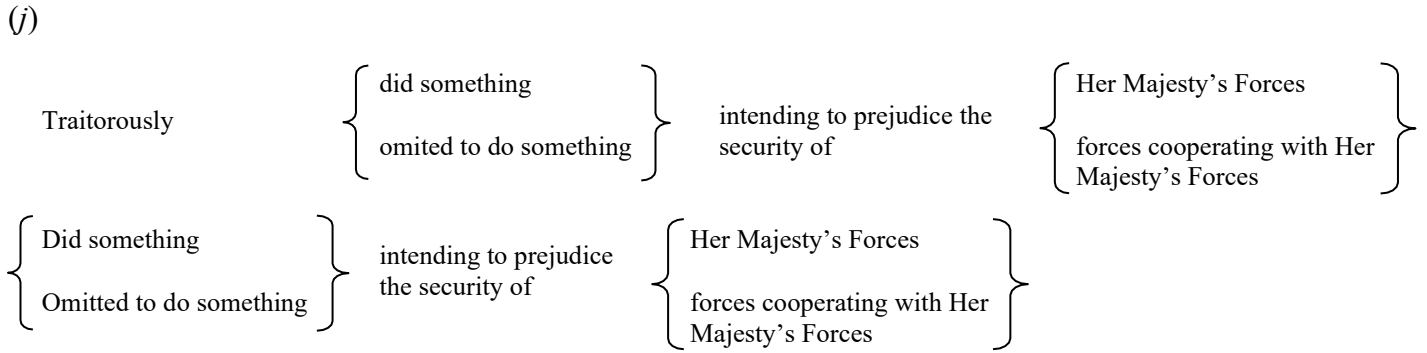 (j)
Traitorously
did something
omited to do something
intending to prejudice the
security of
Her Majesty’s Forces
forces cooperating with Her
Majesty’s Forces
Did something
Omitted to do something
intending to prejudice
the security of
Her Majesty’s Forces
forces cooperating with Her
Majesty’s Forces